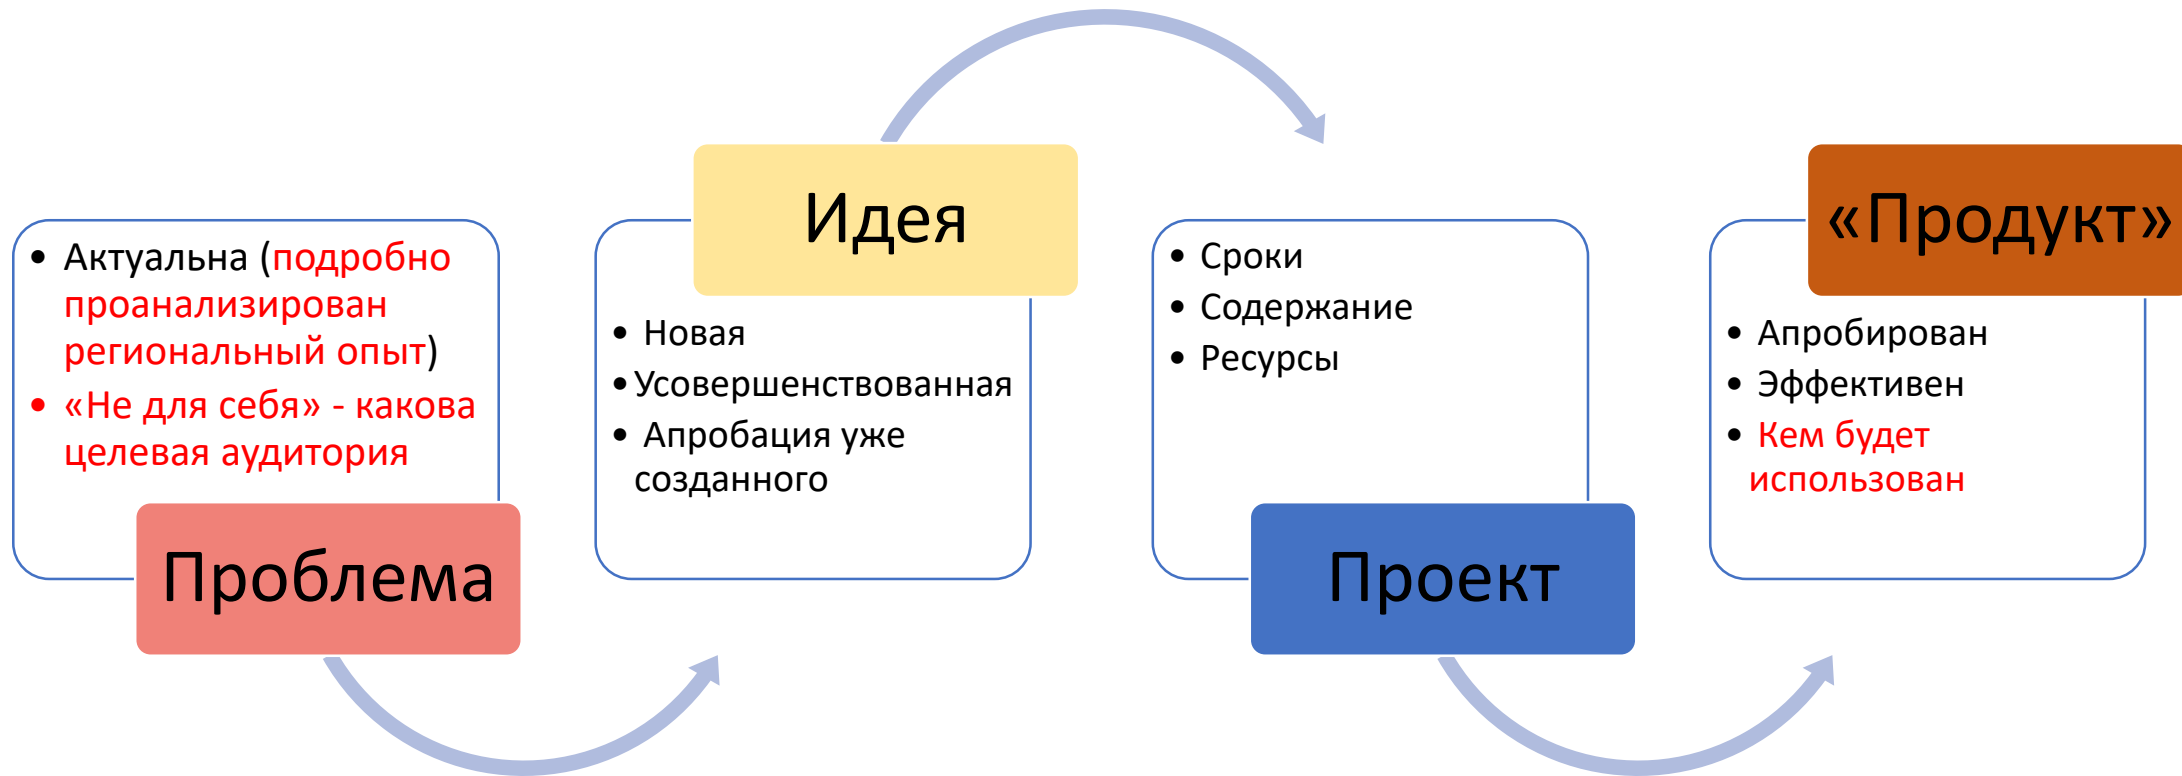 • Актуальна (подробно
проанализирован
региональный опыт)
• «Не для себя» - какова
целевая аудитория
Проблема
Идея
• Новая
• Усовершенствованная
• Апробация уже
созданного
• Сроки
• Содержание
• Ресурсы
Проект
«Продукт»
• Апробирован
• Эффективен
• Кем будет
использован